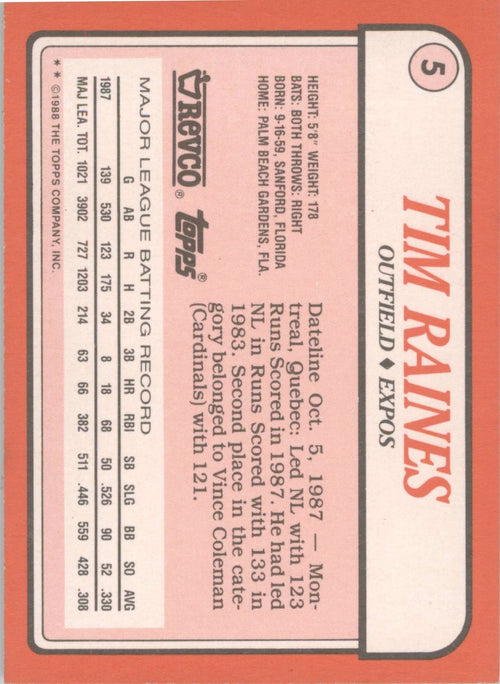 5
TIM RAINES
OUTFIELD ♦ EXPOS
HEIGHT: 5'8" WEIGHT: 178
BATS: BOTH THROWS: RIGHT
BORN: 9-16-59, SANFORD, FLORIDA
HOME: PALM BEACH GARDENS, FLA.
REVCO® Topps®
Dateline Oct. 5, 1987 — Mon-
treal, Quebec: Led NL with 123
Runs Scored in 1987. He had led
NL in Runs Scored with 133 in
1983. Second place in the cate-
gory belonged to Vince Coleman
(Cardinals) with 121.
MAJOR LEAGUE BATTING RECORD
G AB R H 2B 3B HR RBI SB SLG BB SO AVG
1987 139 530 123 175 34 8 18 68 50 .526 90 52 .330
MAJ LEA. TOT. 1021 3902 727 1203 214 63 66 382 511 .446 559 428 .308
* * ©1988 THE TOPPS COMPANY, INC.